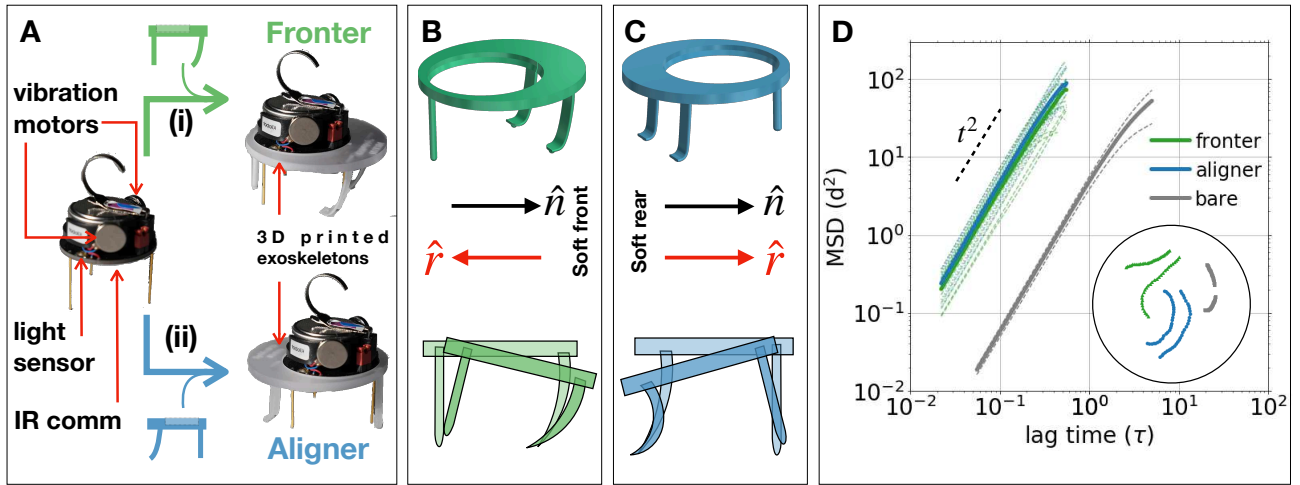 A
Fronter
vibration
motors
(i)
3D printed
exoskeletons
light
sensor
(ii)
IR comm
Aligner
B
n̂
r̂
Soft front
C
Soft rear
n̂
r̂
D
MSD (d²)
10²
10¹
10⁰
10⁻¹
10⁻²
t²
fronter
aligner
bare
10⁻²
10⁻¹
10⁰
10¹
10²
lag time (τ)